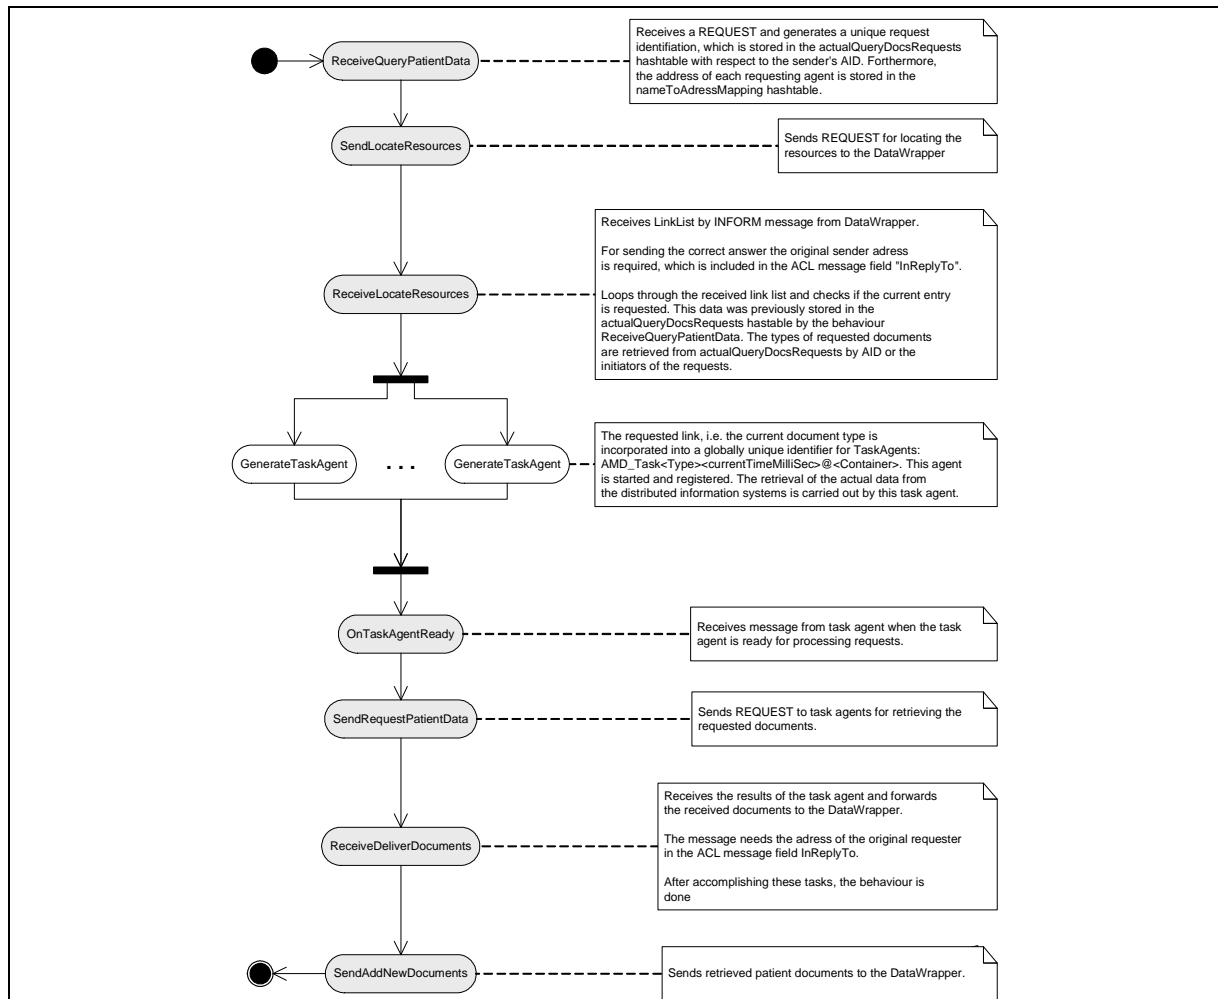 Receives a REQUEST and generates a unique request
identifiation, which is stored in the actualQueryDocsRequests
hashtable with respect to the sender's AID. Furthermore,
the address of each requesting agent is stored in the
nameToAdressMapping hashtable.
ReceiveQueryPatientData
Sends REQUEST for locating the
resources to the DataWrapper
SendLocateResources
Receives LinkList by INFORM message from DataWrapper.
For sending the correct answer the original sender adress
is required, which is included in the ACL message field "InReplyTo".
Loops through the received link list and checks if the current entry
is requested. This data was previously stored in the
actualQueryDocsRequests hastable by the behaviour
ReceiveQueryPatientData. The types of requested documents
are retrieved from actualQueryDocsRequests by AID or the
initiators of the requests.
ReceiveLocateResources
GenerateTaskAgent
. . .
GenerateTaskAgent
The requested link, i.e. the current document type is
incorporated into a globally unique identifier for TaskAgents:
AMD_Task<Type><currentTimeMilliSec>@<Container>. This agent
is started and registered. The retrieval of the actual data from
the distributed information systems is carried out by this task agent.
OnTaskAgentReady
Receives message from task agent when the task
agent is ready for processing requests.
SendRequestPatientData
Sends REQUEST to task agents for retrieving the
requested documents.
Receives the results of the task agent and forwards
the received documents to the DataWrapper.
The message needs the adress of the original requester
in the ACL message field InReplyTo.
After accomplishing these tasks, the behaviour is
done
ReceiveDeliverDocuments
SendAddNewDocuments
Sends retrieved patient documents to the DataWrapper.